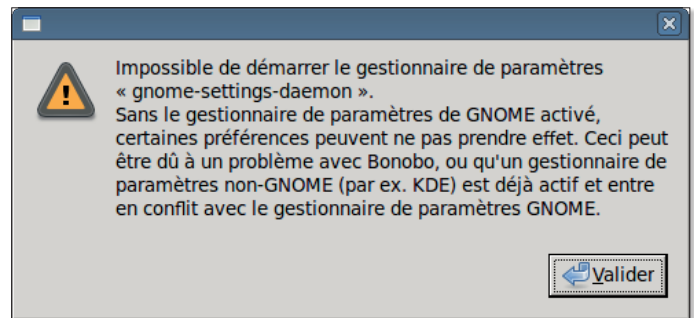 Impossible de démarrer le gestionnaire de paramètres
« gnome-settings-daemon ».
Sans le gestionnaire de paramètres de GNOME activé,
certaines préférences peuvent ne pas prendre effet. Ceci peut
être dû à un problème avec Bonobo, ou qu'un gestionnaire de
paramètres non-GNOME (par ex. KDE) est déjà actif et entre
en conflit avec le gestionnaire de paramètres GNOME.
Valider